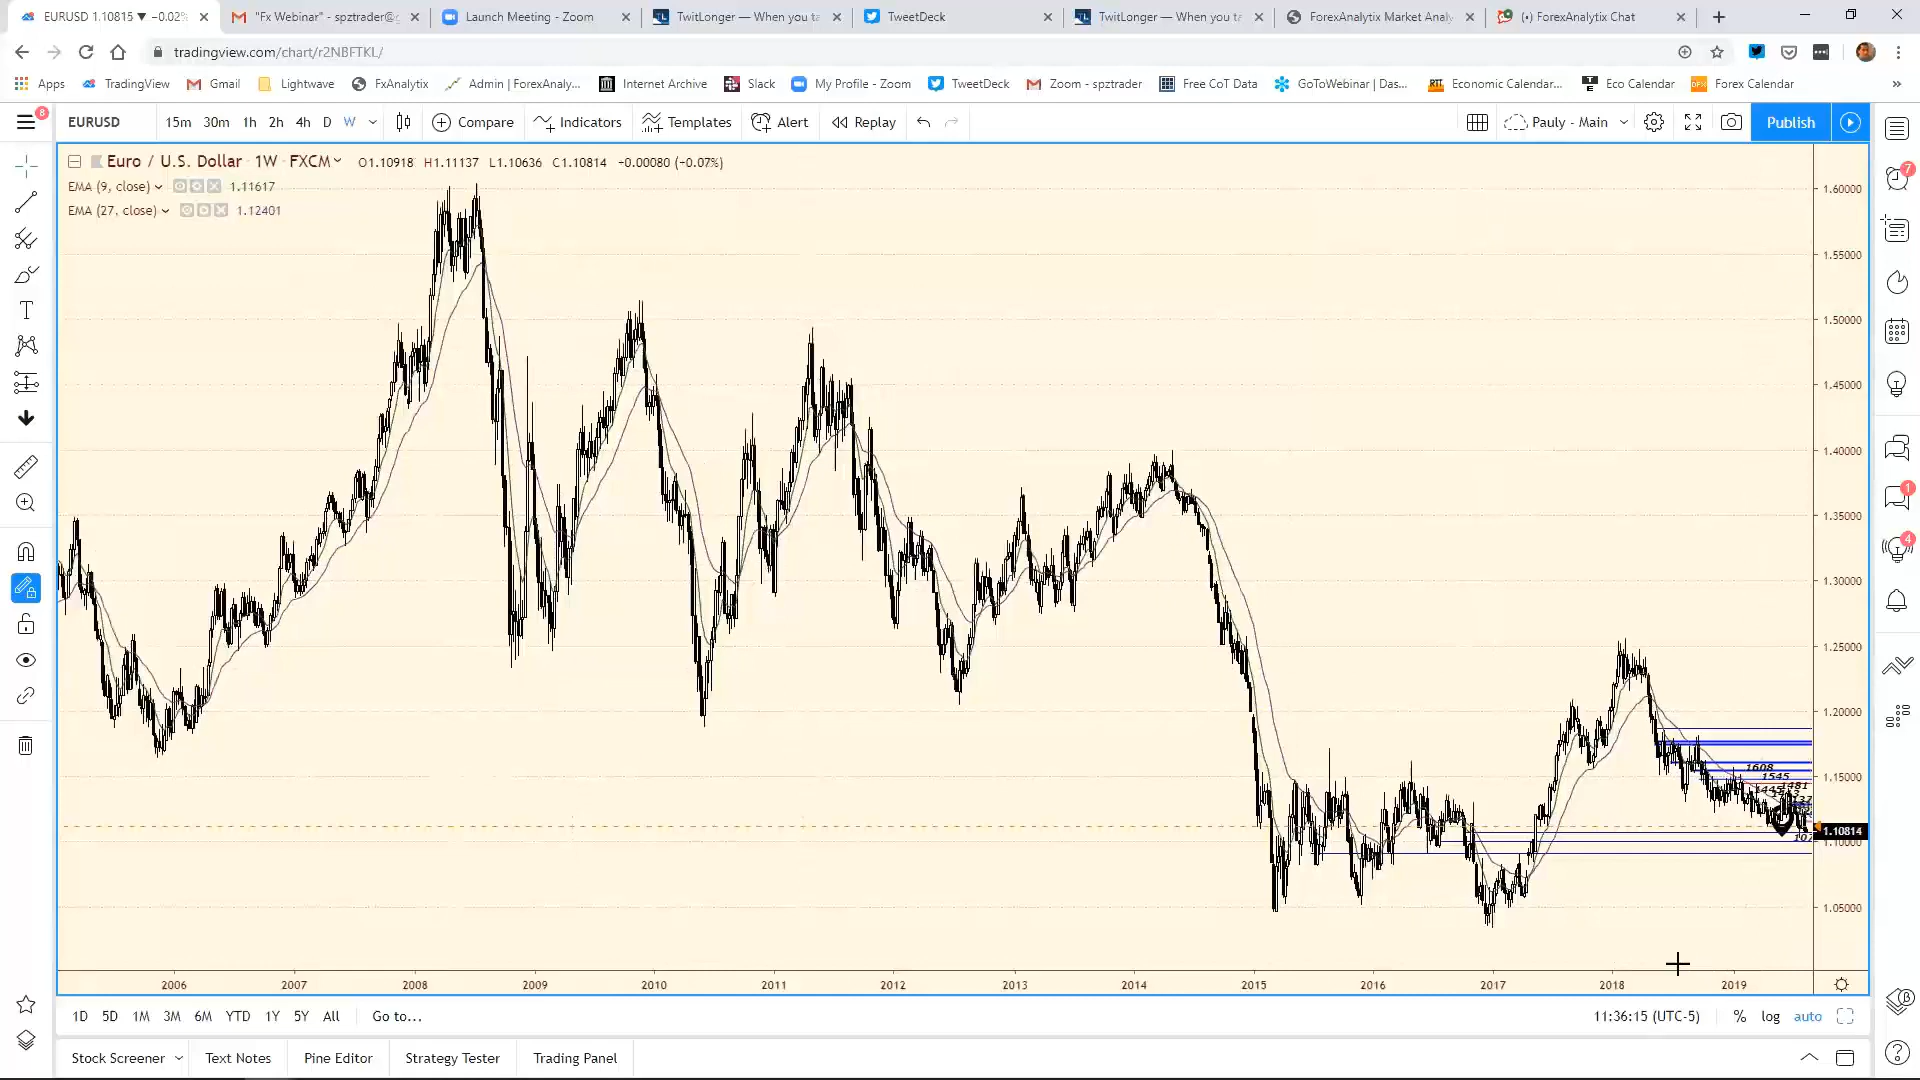 EURUSD 1.10815 ▼ −0.02%
"Fx Webinar" - spztrader@g
Launch Meeting - Zoom
TwitLonger — When you ta
TweetDeck
TwitLonger — When you ta
ForexAnalytix Market Analy
(•) ForexAnalytix Chat
tradingview.com/chart/r2NBFTKL/
Apps
TradingView
Gmail
Lightwave
FxAnalytix
Admin | ForexAnaly...
Internet Archive
Slack
My Profile - Zoom
TweetDeck
Zoom - spztrader
Free CoT Data
GoToWebinar | Das...
Economic Calendar...
Eco Calendar
Forex Calendar
»
8
EURUSD
15m 30m 1h 2h 4h D W
Compare
Indicators
Templates
Alert
Replay
Pauly - Main
Publish
Euro / U.S. Dollar 1W FXCM
O1.10918 H1.11137 L1.10636 C1.10814 −0.00080 (−0.07%)
EMA (9, close) 1.11617
EMA (27, close) 1.12401
7
1
4
1.60000
1.55000
1.50000
1.45000
1.40000
1.35000
1.30000
1.25000
1.20000
1.15000
1.10814
1.10000
1.05000
1608
1545
1481
1445
2006 2007 2008 2009 2010 2011 2012 2013 2014 2015 2016 2017 2018 2019
1D 5D 1M 3M 6M YTD 1Y 5Y All Go to...
11:36:15 (UTC-5) % log auto
Stock Screener
Text Notes
Pine Editor
Strategy Tester
Trading Panel